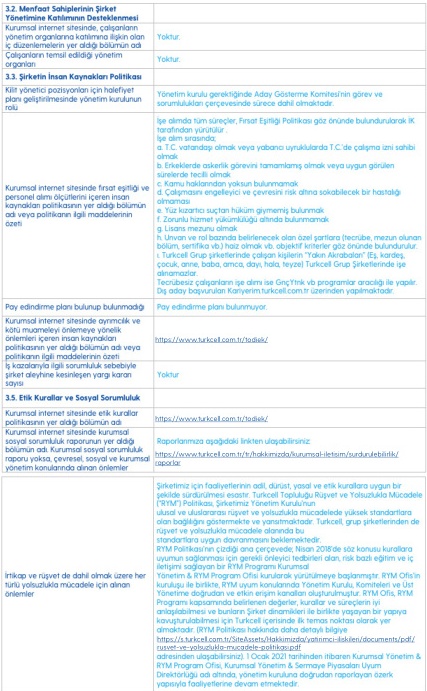 3.2. Menfaat Sahiplerinin Şirket
Yönetimine Katılımının Desteklenmesi
Kurumsal internet sitesinde, çalışanların
yönetim organlarına katılımına ilişkin olan
iç düzenlemelerin yer aldığı bölümün adı
Yoktur.
Çalışanların temsil edildiği yönetim
organları
Yoktur.
3.3. Şirketin İnsan Kaynakları Politikası
Kilit yönetici pozisyonları için halefiyet
planı geliştirilmesinde yönetim kurulunun
rolü
Yönetim kurulu gerektiğinde Aday Gösterme Komitesi'nin görev ve
sorumlulukları çerçevesinde sürece dahil olmaktadır.
Kurumsal internet sitesinde fırsat eşitliği ve
personel alımı ölçütlerini içeren insan
kaynakları politikasının yer aldığı bölümün
adı veya politikanın ilgili maddelerinin
özeti
İşe alımda tüm süreçler, Fırsat Eşitliği Politikası göz önünde bulundurularak İK
tarafından yürütülür .
İşe alım sırasında;
a. T.C. vatandaşı olmak veya yabancı uyruklularda T.C.'de çalışma izni sahibi
olmak
b. Erkeklerde askerlik görevini tamamlamış olmak veya uygun görülen
sürelerde tecilli olmak
c. Kamu haklarından yoksun bulunmamak
d. Çalışmasını engelleyici ve çevresini risk altına sokabilecek bir hastalığı
olmaması
e. Yüz kızartıcı suçtan hüküm giymemiş bulunmak
f. Zorunlu hizmet yükümlülüğü altında bulunmamak
g. Lisans mezunu olmak
h. Unvan ve rol bazında belirlenecek olan özel şartlara (tecrübe, mezun olunan
bölüm, sertifika vb.) haiz olmak vb. objektif kriterler göz önünde bulundurulur.
ı. Turkcell Grup şirketlerinde çalışan kişilerin "Yakın Akrabaları" (Eş, kardeş,
çocuk, anne, baba, amca, dayı, hala, teyze) Turkcell Grup Şirketlerinde işe
alınamazlar.
Tecrübesiz çalışanların işe alımı ise GnçYtnk vb programlar aracılığı ile yapılır.
Dış aday başvuruları Kariyerim.turkcell.com.tr üzerinden yapılmaktadır.
Pay edindirme planı bulunup bulunmadığı
Pay edindirme planı bulunmuyor.
Kurumsal internet sitesinde ayrımcılık ve
kötü muameleyi önlemeye yönelik
önlemleri içeren insan kaynakları
politikasının yer aldığı bölümün adı veya
politikanın ilgili maddelerinin özeti
https://www.turkcell.com.tr/tadiek/
İş kazalarıyla ilgili sorumluluk sebebiyle
şirket aleyhine kesinleşen yargı kararı
sayısı
Yoktur
3.5. Etik Kurallar ve Sosyal Sorumluluk
Kurumsal internet sitesinde etik kurallar
politikasının yer aldığı bölümün adı
https://www.turkcell.com.tr/tadiek/
Kurumsal internet sitesinde kurumsal
sosyal sorumluluk raporunun yer aldığı
bölümün adı. Kurumsal sosyal sorumluluk
raporu yoksa, çevresel, sosyal ve kurumsal
yönetim konularında alınan önlemler
Raporlarımıza aşağıdaki linkten ulaşabilirsiniz:
https://www.turkcell.com.tr/tr/hakkimizda/kurumsal-iletisim/surdurulebilirlik/
raporlar
İrtikap ve rüşvet de dahil olmak üzere her
türlü yolsuzlukla mücadele için alınan
önlemler
Şirketimiz için faaliyetlerinin adil, dürüst, yasal ve etik kurallara uygun bir
şekilde sürdürülmesi esastır. Turkcell Topluluğu Rüşvet ve Yolsuzlukla Mücadele
("RYM") Politikası, Şirketimiz Yönetim Kurulu'nun
ulusal ve uluslararası rüşvet ve yolsuzlukla mücadelede yüksek standartlara
olan bağlılığını göstermekte ve yansıtmaktadır. Turkcell, grup şirketlerinden de
rüşvet ve yolsuzlukla mücadele alanında bu
standartlara uygun davranmasını beklemektedir.
RYM Politikası'nın çizdiği ana çerçevede; Nisan 2018'de söz konusu kurallara
uyumun sağlanması için gerekli önleyici tedbirleri alan, risk bazlı eğitim ve iç
iletişimi sağlayan bir RYM Programı Kurumsal
Yönetim & RYM Program Ofisi kurularak yürütülmeye başlanmıştır. RYM Ofis'in
kuruluşu ile birlikte, RYM uyum konularında Yönetim Kurulu, Komiteleri ve Üst
Yönetime doğrudan ve etkin erişim kanalları oluşturulmuştur. RYM Ofis, RYM
Programı kapsamında belirlenen değerler, kurallar ve süreçlerin iyi
anlaşılabilmesi ve bunların Şirket dinamikleri ile birlikte yaşayan bir yapıya
kavuşturulabilmesi için Turkcell içerisinde ilk temas noktası olarak yer
almaktadır. (RYM Politikası hakkında daha detaylı bilgiye
https://s.turkcell.com.tr/SiteAssets/Hakkimizda/yatirimci-iliskileri/documents/pdf/
rusvet-ve-yolsuzlukla-mucadele-politikasi.pdf
adresinden ulaşabilirsiniz). 1 Ocak 2021 tarihinden itibaren Kurumsal Yönetim &
RYM Program Ofisi, Kurumsal Yönetim & Sermaye Piyasaları Uyum
Direktörlüğü adı altında, yönetim kuruluna doğrudan raporlayan özerk
yapısıyla faaliyetlerine devam etmektedir.